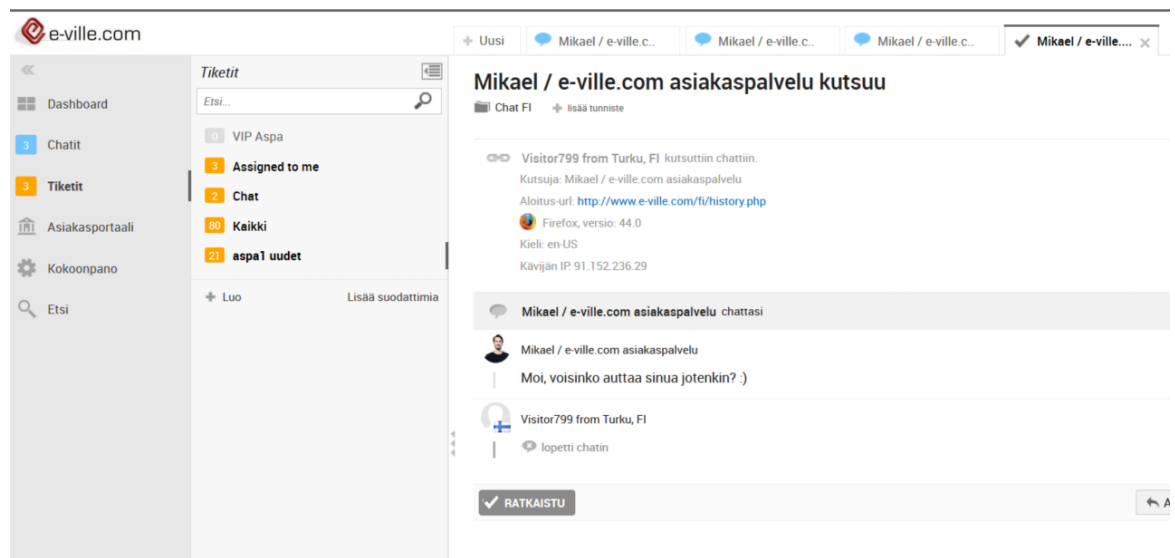 e-ville.com
Uusi
Mikael / e-ville.c..
Mikael / e-ville.c..
Mikael / e-ville.c..
Mikael / e-ville....
Dashboard
3 Chatit
3 Tiketit
Asiakasportaali
Kokoonpano
Etsi
Tiketit
Etsi...
0 VIP Aspa
3 Assigned to me
2 Chat
80 Kaikki
21 aspa1 uudet
Luo
Lisää suodattimia
Mikael / e-ville.com asiakaspalvelu kutsuu
Chat FI
lisää tunniste
Visitor799 from Turku, FI kutsuttiin chattiin.
Kutsuja: Mikael / e-ville.com asiakaspalvelu
Aloitus-url: http://www.e-ville.com/fi/history.php
Firefox, versio: 44.0
Kieli: en-US
Kävijän IP: 91.152.236.29
Mikael / e-ville.com asiakaspalvelu chattasi
Mikael / e-ville.com asiakaspalvelu
Moi, voisinko auttaa sinua jotenkin? :)
Visitor799 from Turku, FI
lopetti chatin
RATKAISTU
A